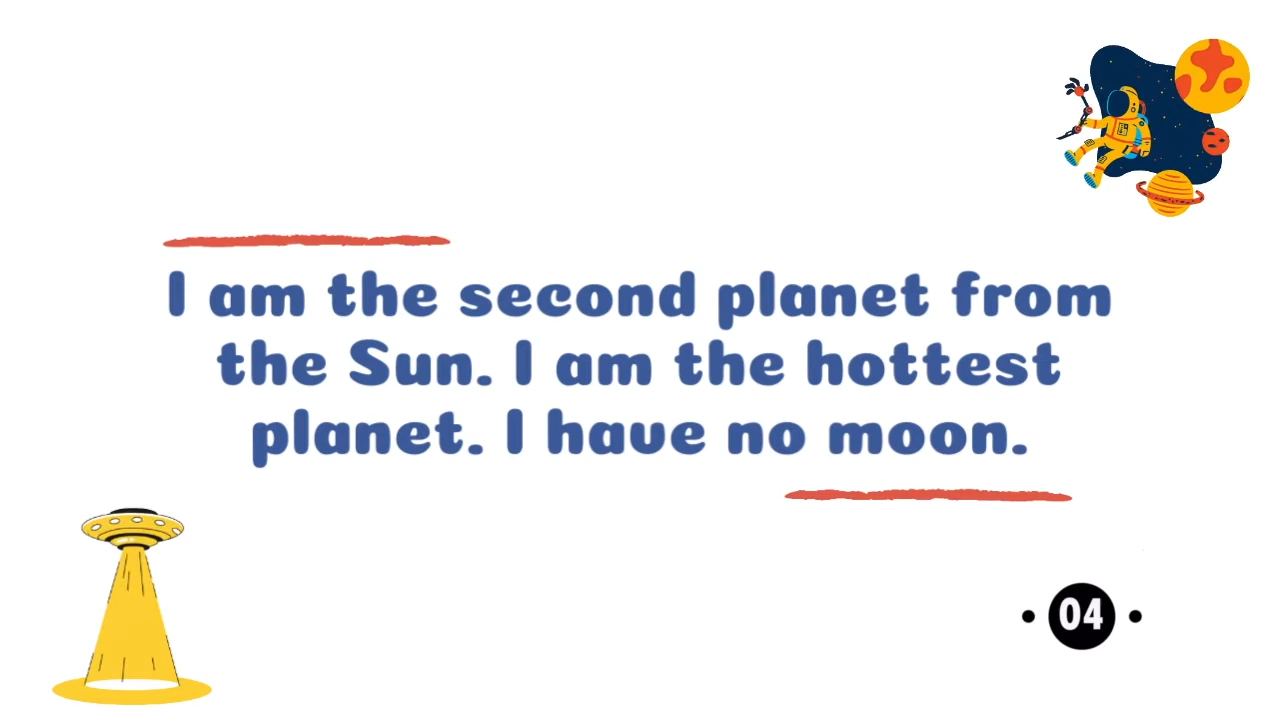 I am the second planet from
the Sun. I am the hottest
planet. I have no moon.
04